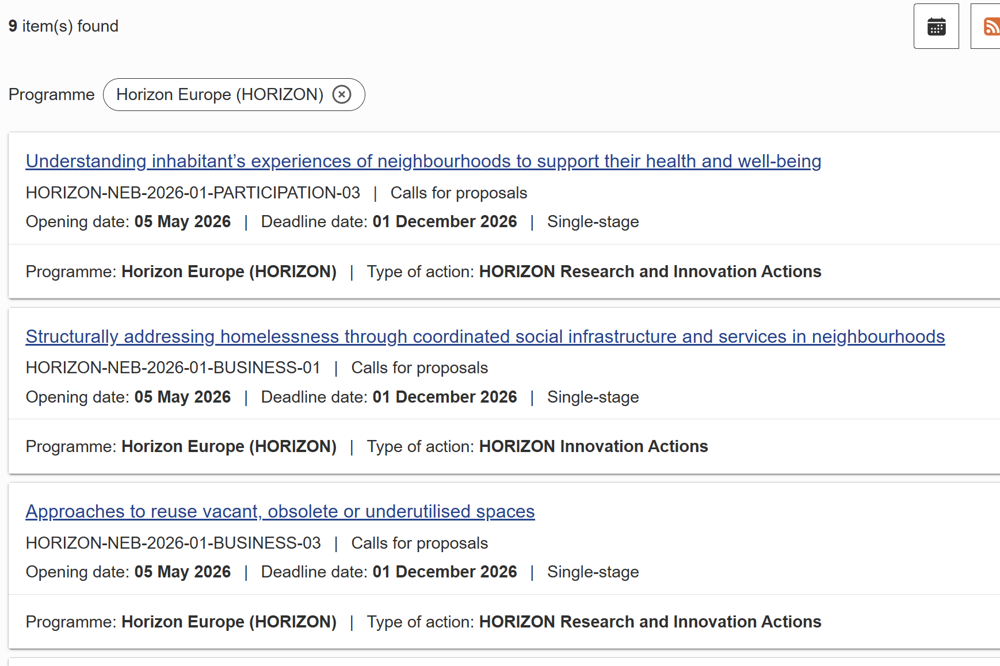 9 item(s) found
Programme Horizon Europe (HORIZON)
Understanding inhabitant’s experiences of neighbourhoods to support their health and well-being
HORIZON-NEB-2026-01-PARTICIPATION-03 | Calls for proposals
Opening date: 05 May 2026 | Deadline date: 01 December 2026 | Single-stage
Programme: Horizon Europe (HORIZON) | Type of action: HORIZON Research and Innovation Actions
Structurally addressing homelessness through coordinated social infrastructure and services in neighbourhoods
HORIZON-NEB-2026-01-BUSINESS-01 | Calls for proposals
Opening date: 05 May 2026 | Deadline date: 01 December 2026 | Single-stage
Programme: Horizon Europe (HORIZON) | Type of action: HORIZON Innovation Actions
Approaches to reuse vacant, obsolete or underutilised spaces
HORIZON-NEB-2026-01-BUSINESS-03 | Calls for proposals
Opening date: 05 May 2026 | Deadline date: 01 December 2026 | Single-stage
Programme: Horizon Europe (HORIZON) | Type of action: HORIZON Research and Innovation Actions